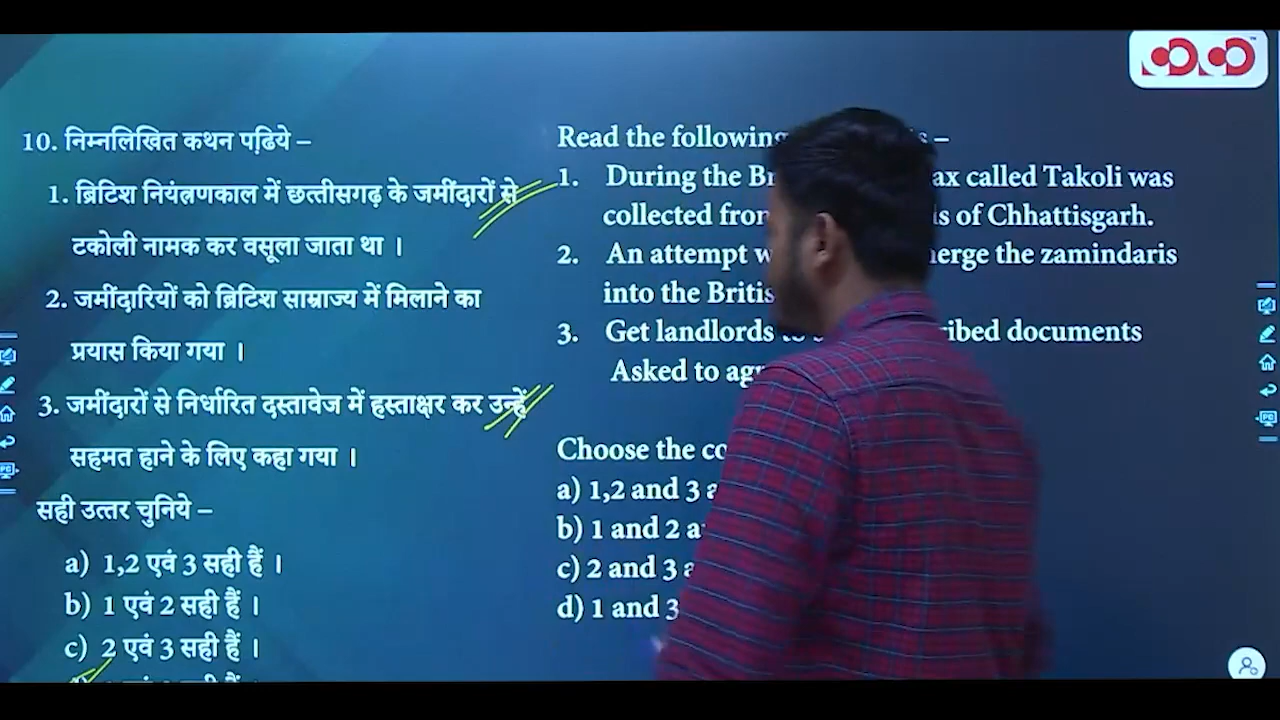 10. निम्नलिखित कथन पढ़िये –
1. ब्रिटिश नियंत्रणकाल में छत्तीसगढ़ के जमींदारों से
टकोली नामक कर वसूला जाता था ।
2. जमींदारियों को ब्रिटिश साम्राज्य में मिलाने का
प्रयास किया गया ।
3. जमींदारों से निर्धारित दस्तावेज में हस्ताक्षर कर उन्हें
सहमत हाने के लिए कहा गया ।
सही उत्तर चुनिये –
a) 1,2 एवं 3 सही हैं ।
b) 1 एवं 2 सही हैं ।
c) 2 एवं 3 सही हैं ।
Read the following –
1. During the called Takoli was
collected of Chhattisgarh.
2. An attempt the zamindaris
into the
3. Get landlords documents
Asked to
Choose the
a) 1,2 and 3
b) 1 and 2
c) 2 and 3
d) 1 and 3